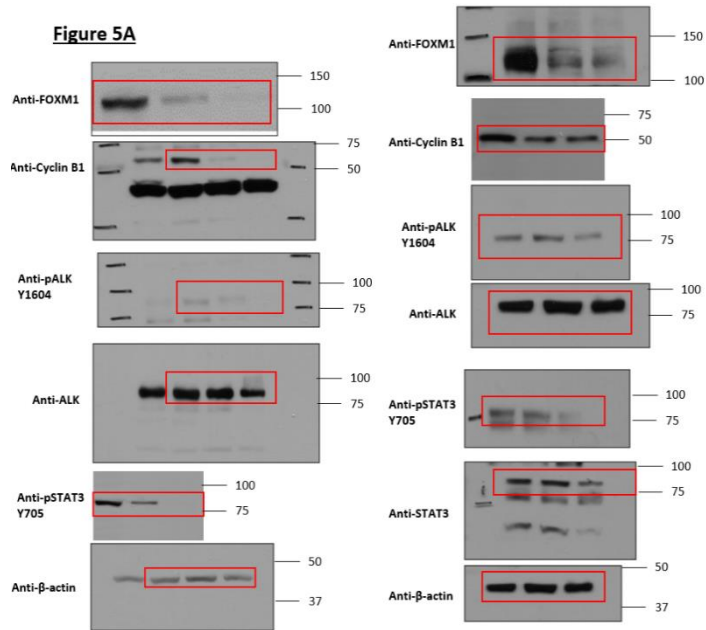 Figure 5A
Anti-FOXM1
150
100
Anti-Cyclin B1
75
50
Anti-pALK
Y1604
100
75
Anti-ALK
100
75
Anti-pSTAT3
Y705
100
75
Anti-β-actin
50
37
Anti-FOXM1
150
100
Anti-Cyclin B1
75
50
Anti-pALK
Y1604
100
75
Anti-ALK
100
75
Anti-pSTAT3
Y705
100
75
Anti-STAT3
100
75
Anti-β-actin
50
37